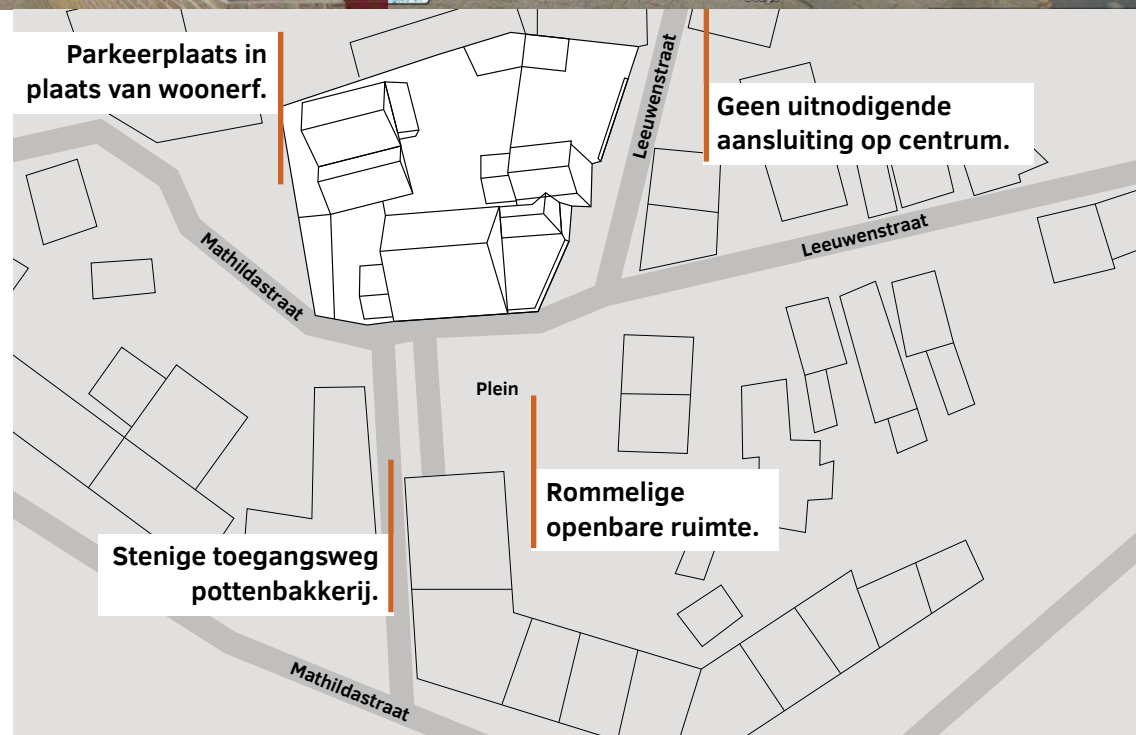 Parkeerplaats in
plaats van woonerf.
Leeuwenstraat
Geen uitnodigende
aansluiting op centrum.
Leeuwenstraat
Mathildastraat
Plein
Rommelige
openbare ruimte.
Stenige toegangsweg
pottenbakkerij.
Mathildastraat